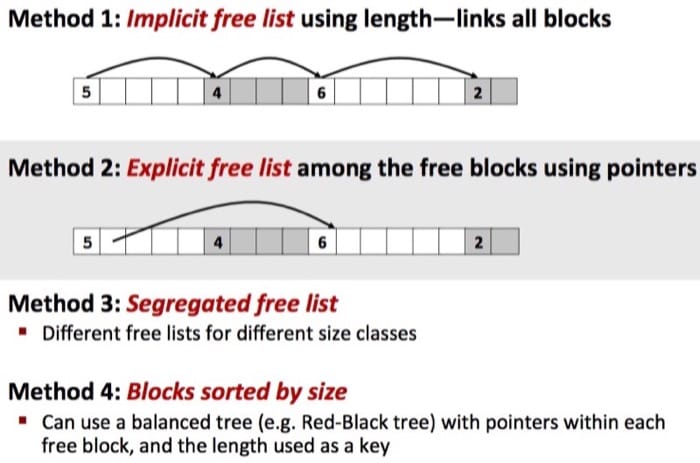 Method 1: Implicit free list using length—links all blocks
5 4 6 2
Method 2: Explicit free list among the free blocks using pointers
5 4 6 2
Method 3: Segregated free list
▪ Different free lists for different size classes
Method 4: Blocks sorted by size
▪ Can use a balanced tree (e.g. Red-Black tree) with pointers within each
free block, and the length used as a key